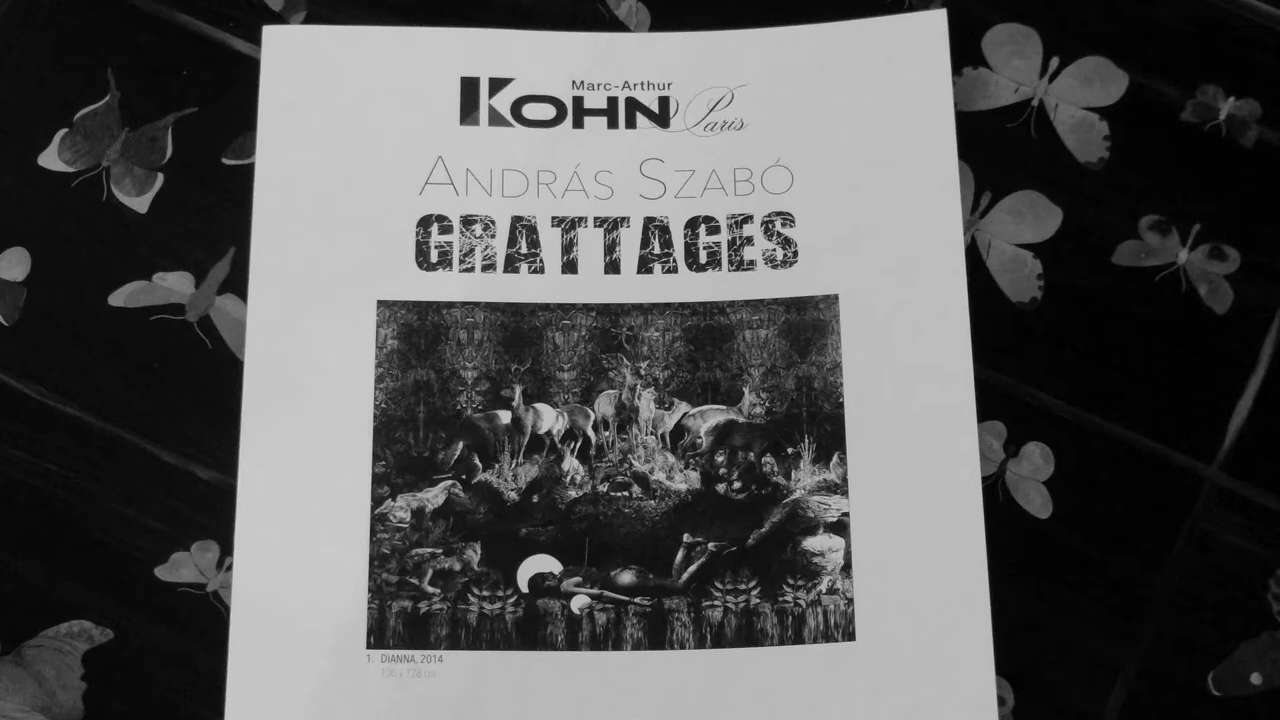 Marc-Arthur
KOHN Paris
ANDRÁS SZABÓ
GRATTAGES
1. DIANNA, 2014